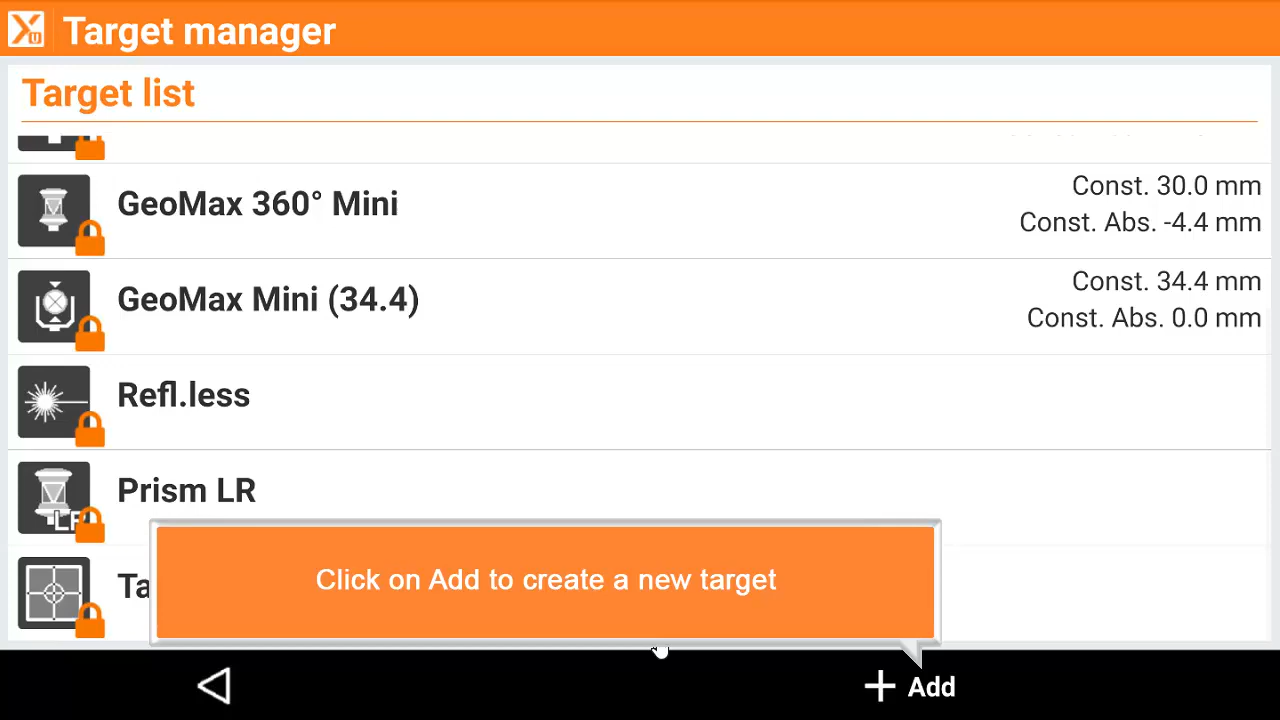 Target manager
Target list
GeoMax 360° Mini
Const. 30.0 mm
Const. Abs. -4.4 mm
GeoMax Mini (34.4)
Const. 34.4 mm
Const. Abs. 0.0 mm
Refl.less
Prism LR
Ta
Click on Add to create a new target
Add